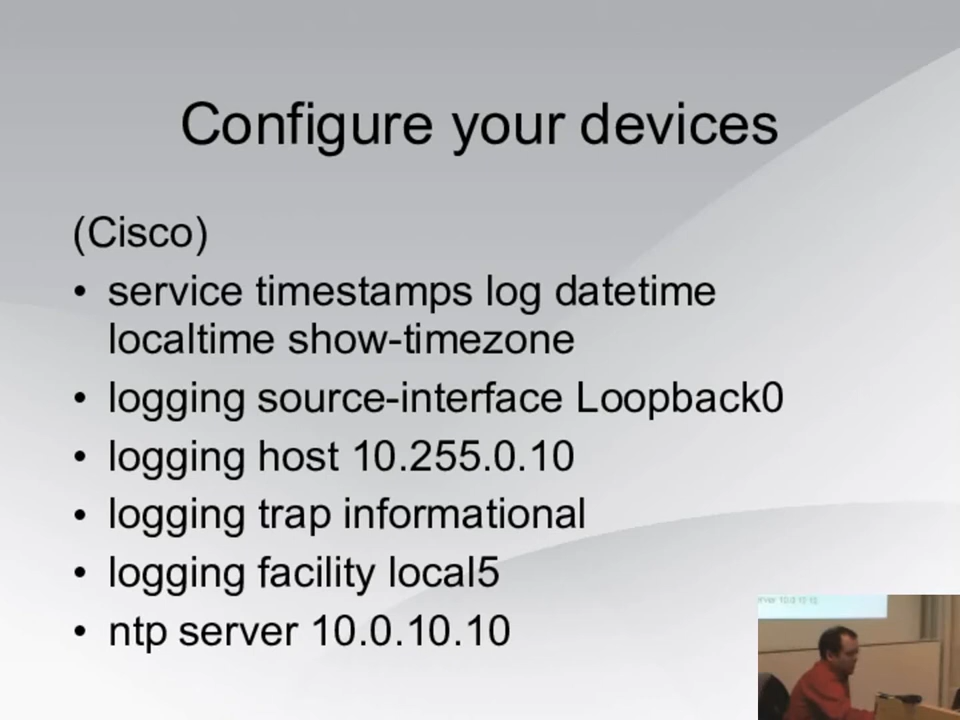 Configure your devices
(Cisco)
• service timestamps log datetime
localtime show-timezone
• logging source-interface Loopback0
• logging host 10.255.0.10
• logging trap informational
• logging facility local5
• ntp server 10.0.10.10